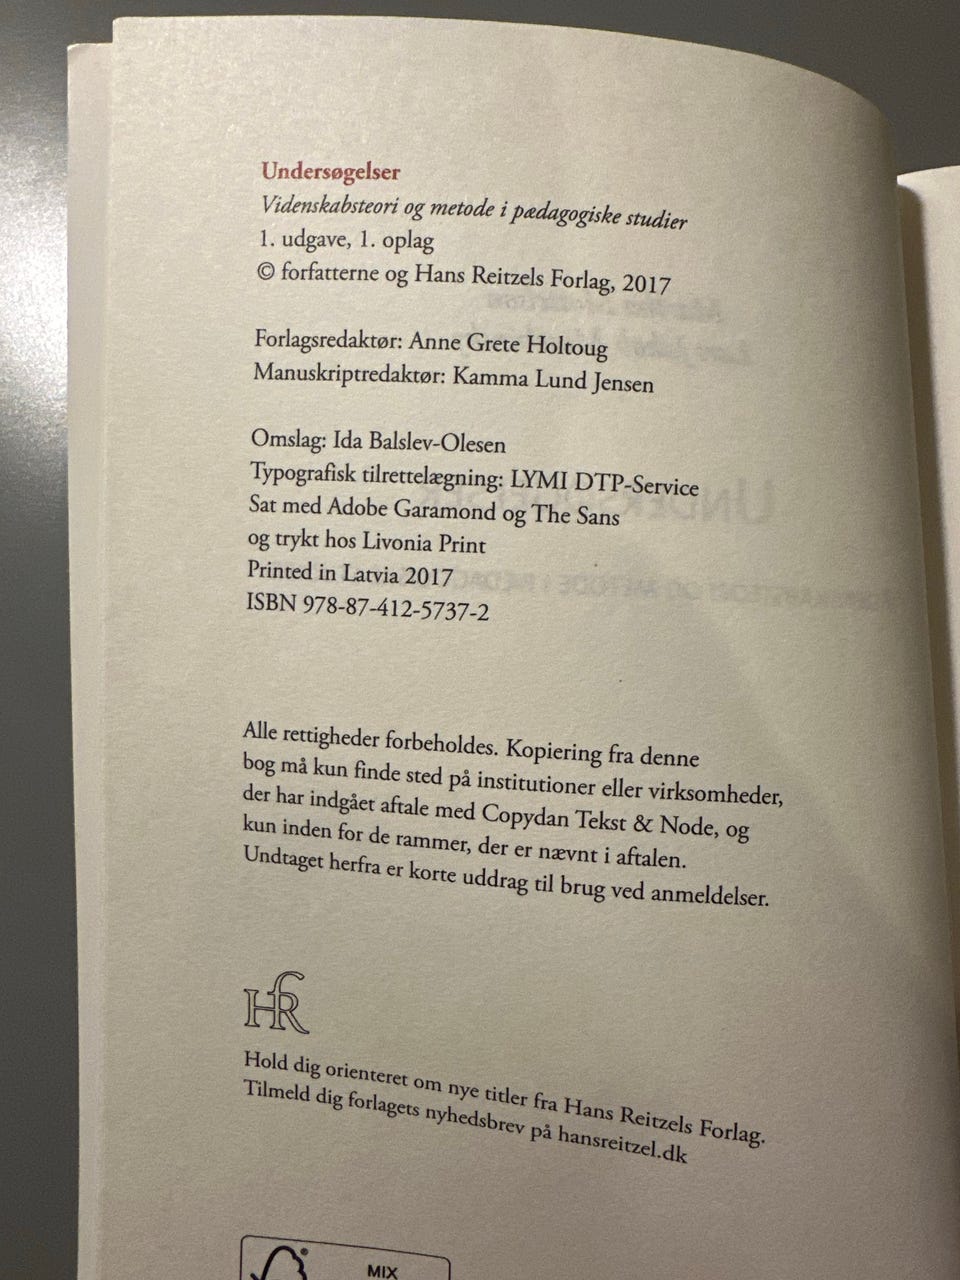 Undersøgelser
Videnskabsteori og metode i pædagogiske studier
1. udgave, 1. oplag
© forfatterne og Hans Reitzels Forlag, 2017
Forlagsredaktør: Anne Grete Holtoug
Manuskriptredaktør: Kamma Lund Jensen
Omslag: Ida Balslev-Olesen
Typografisk tilrettelægning: LYMI DTP-Service
Sat med Adobe Garamond og The Sans
og trykt hos Livonia Print
Printed in Latvia 2017
ISBN 978-87-412-5737-2
Alle rettigheder forbeholdes. Kopiering fra denne
bog må kun finde sted på institutioner eller virksomheder,
der har indgået aftale med Copydan Tekst & Node, og
kun inden for de rammer, der er nævnt i aftalen.
Undtaget herfra er korte uddrag til brug ved anmeldelser.
HR
Hold dig orienteret om nye titler fra Hans Reitzels Forlag.
Tilmeld dig forlagets nyhedsbrev på hansreitzel.dk
MIX